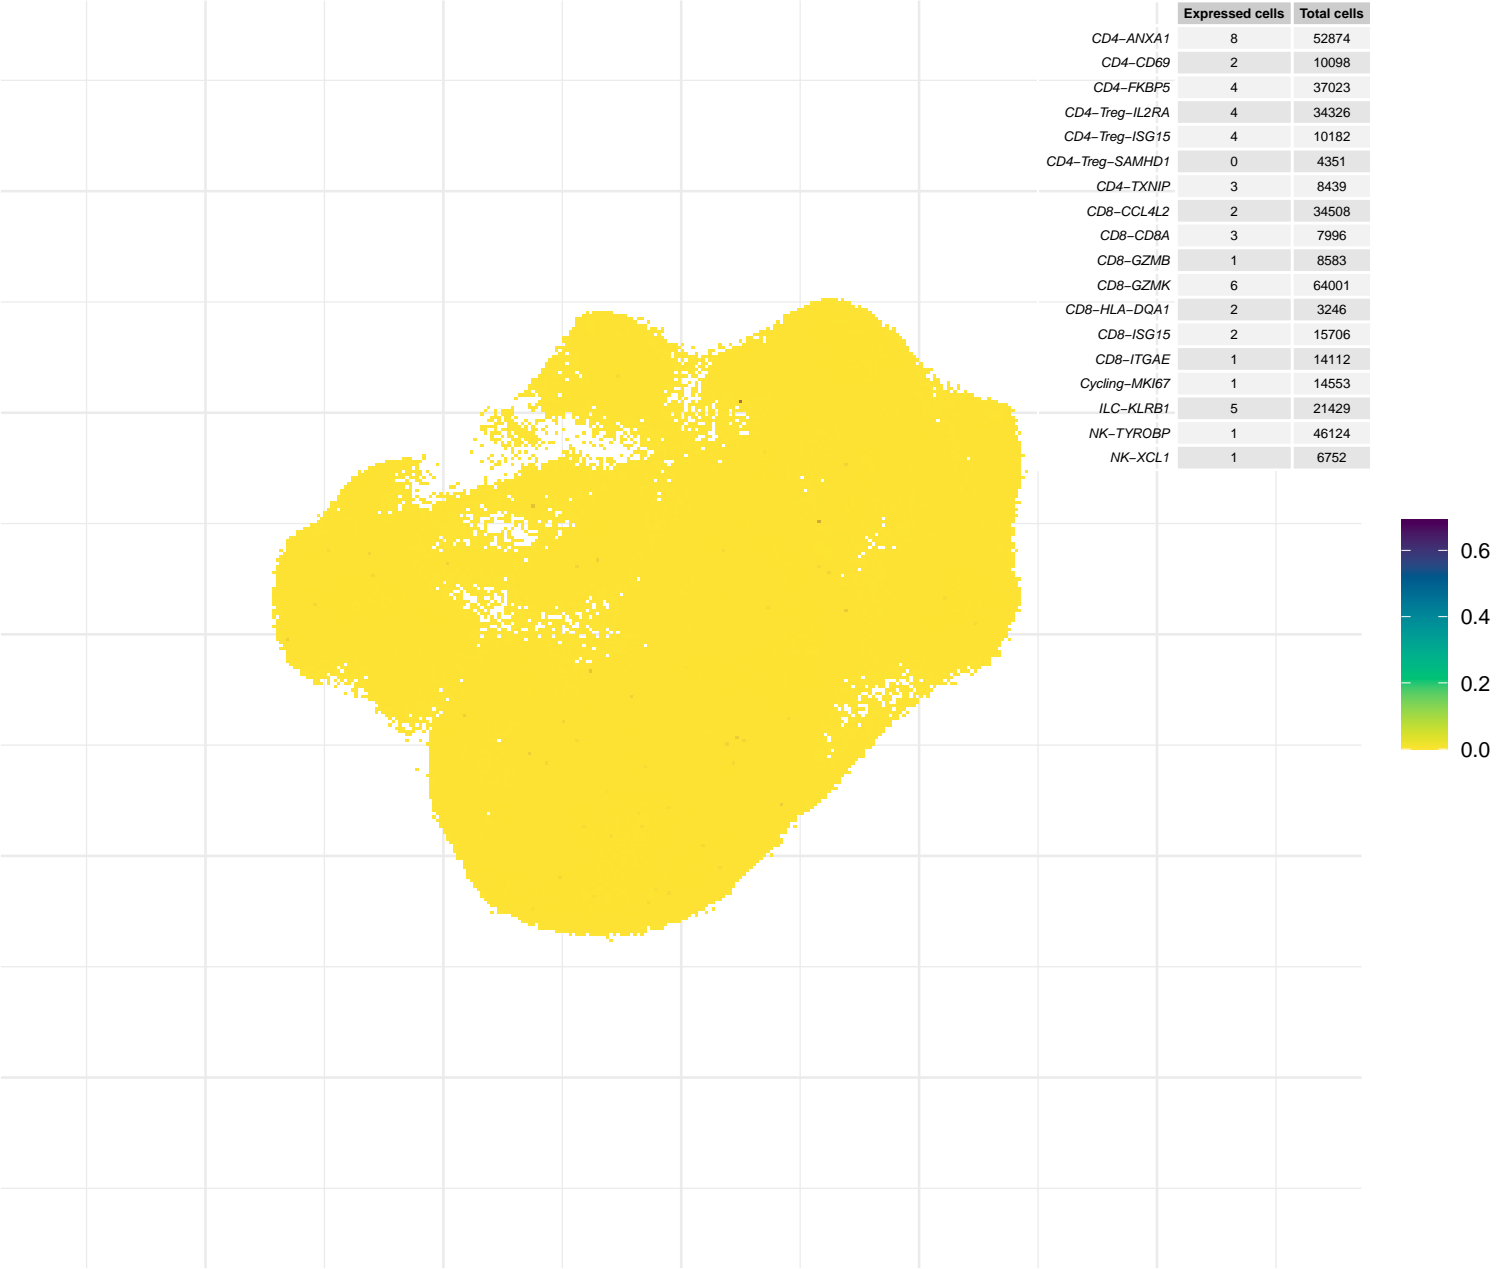 Expressed cells Total cells
CD4−ANXA1 8 52874
CD4−CD69 2 10098
CD4−FKBP5 4 37023
CD4−Treg−IL2RA 4 34326
CD4−Treg−ISG15 4 10182
CD4−Treg−SAMHD1 0 4351
CD4−TXNIP 3 8439
CD8−CCL4L2 2 34508
CD8−CD8A 3 7996
CD8−GZMB 1 8583
CD8−GZMK 6 64001
CD8−HLA−DQA1 2 3246
CD8−ISG15 2 15706
CD8−ITGAE 1 14112
Cycling−MKI67 1 14553
ILC−KLRB1 5 21429
NK−TYROBP 1 46124
NK−XCL1 1 6752
0.6
0.4
0.2
0.0